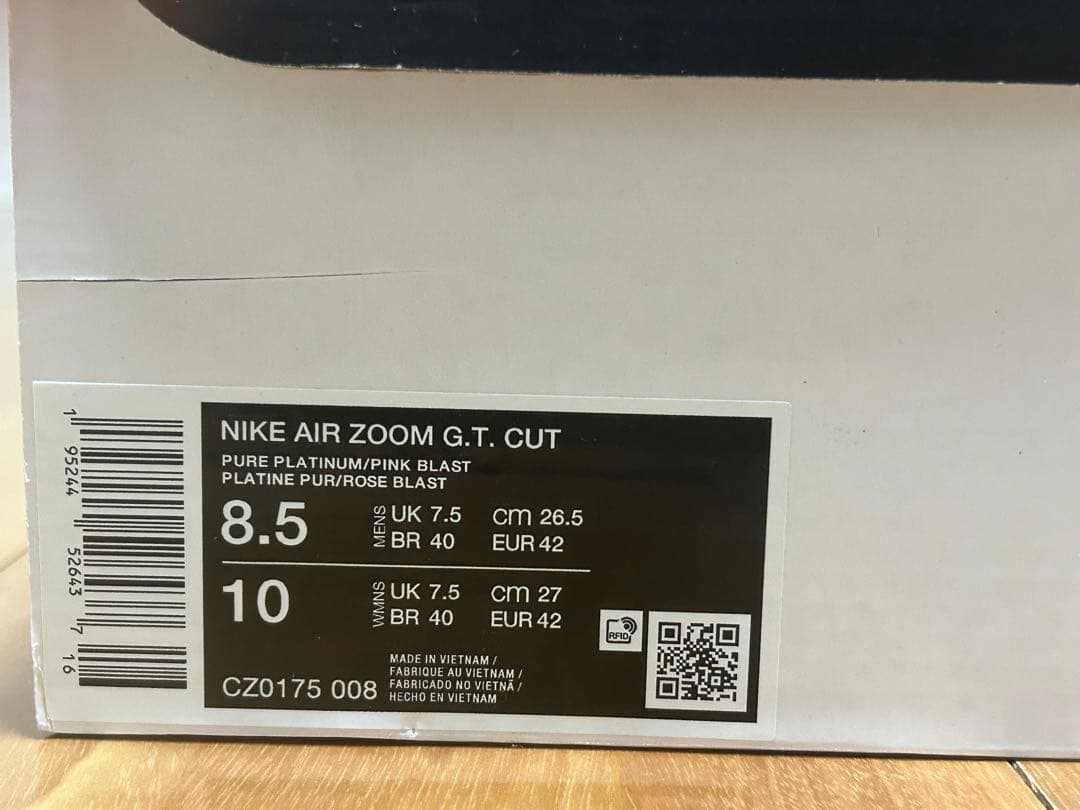 NIKE AIR ZOOM G.T. CUT
PURE PLATINUM/PINK BLAST
PLATINE PUR/ROSE BLAST
8.5 MENS UK 7.5 cm 26.5
BR 40 EUR 42
10 WMNS UK 7.5 cm 27
BR 40 EUR 42
RFID
CZ0175 008
MADE IN VIETNAM /
FABRIQUE AU VIETNAM /
FABRICADO NO VIETNÃ /
HECHO EN VIETNAM
1 95244 52643 7 16